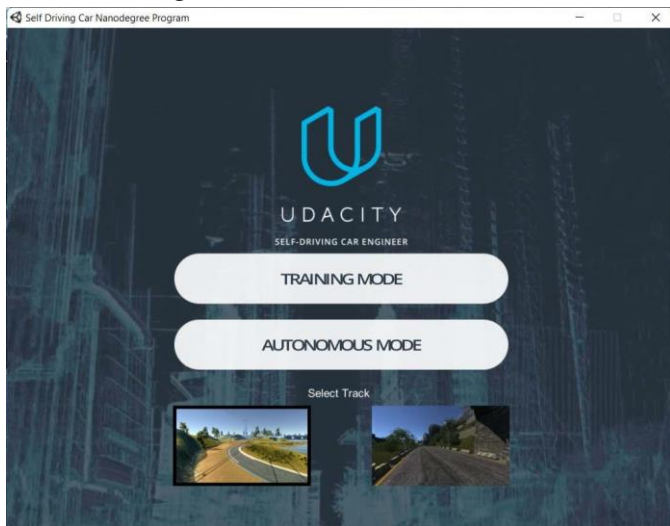 Self Driving Car Nanodegree Program
UDACITY
SELF-DRIVING CAR ENGINEER
TRAINING MODE
AUTONOMOUS MODE
Select Track